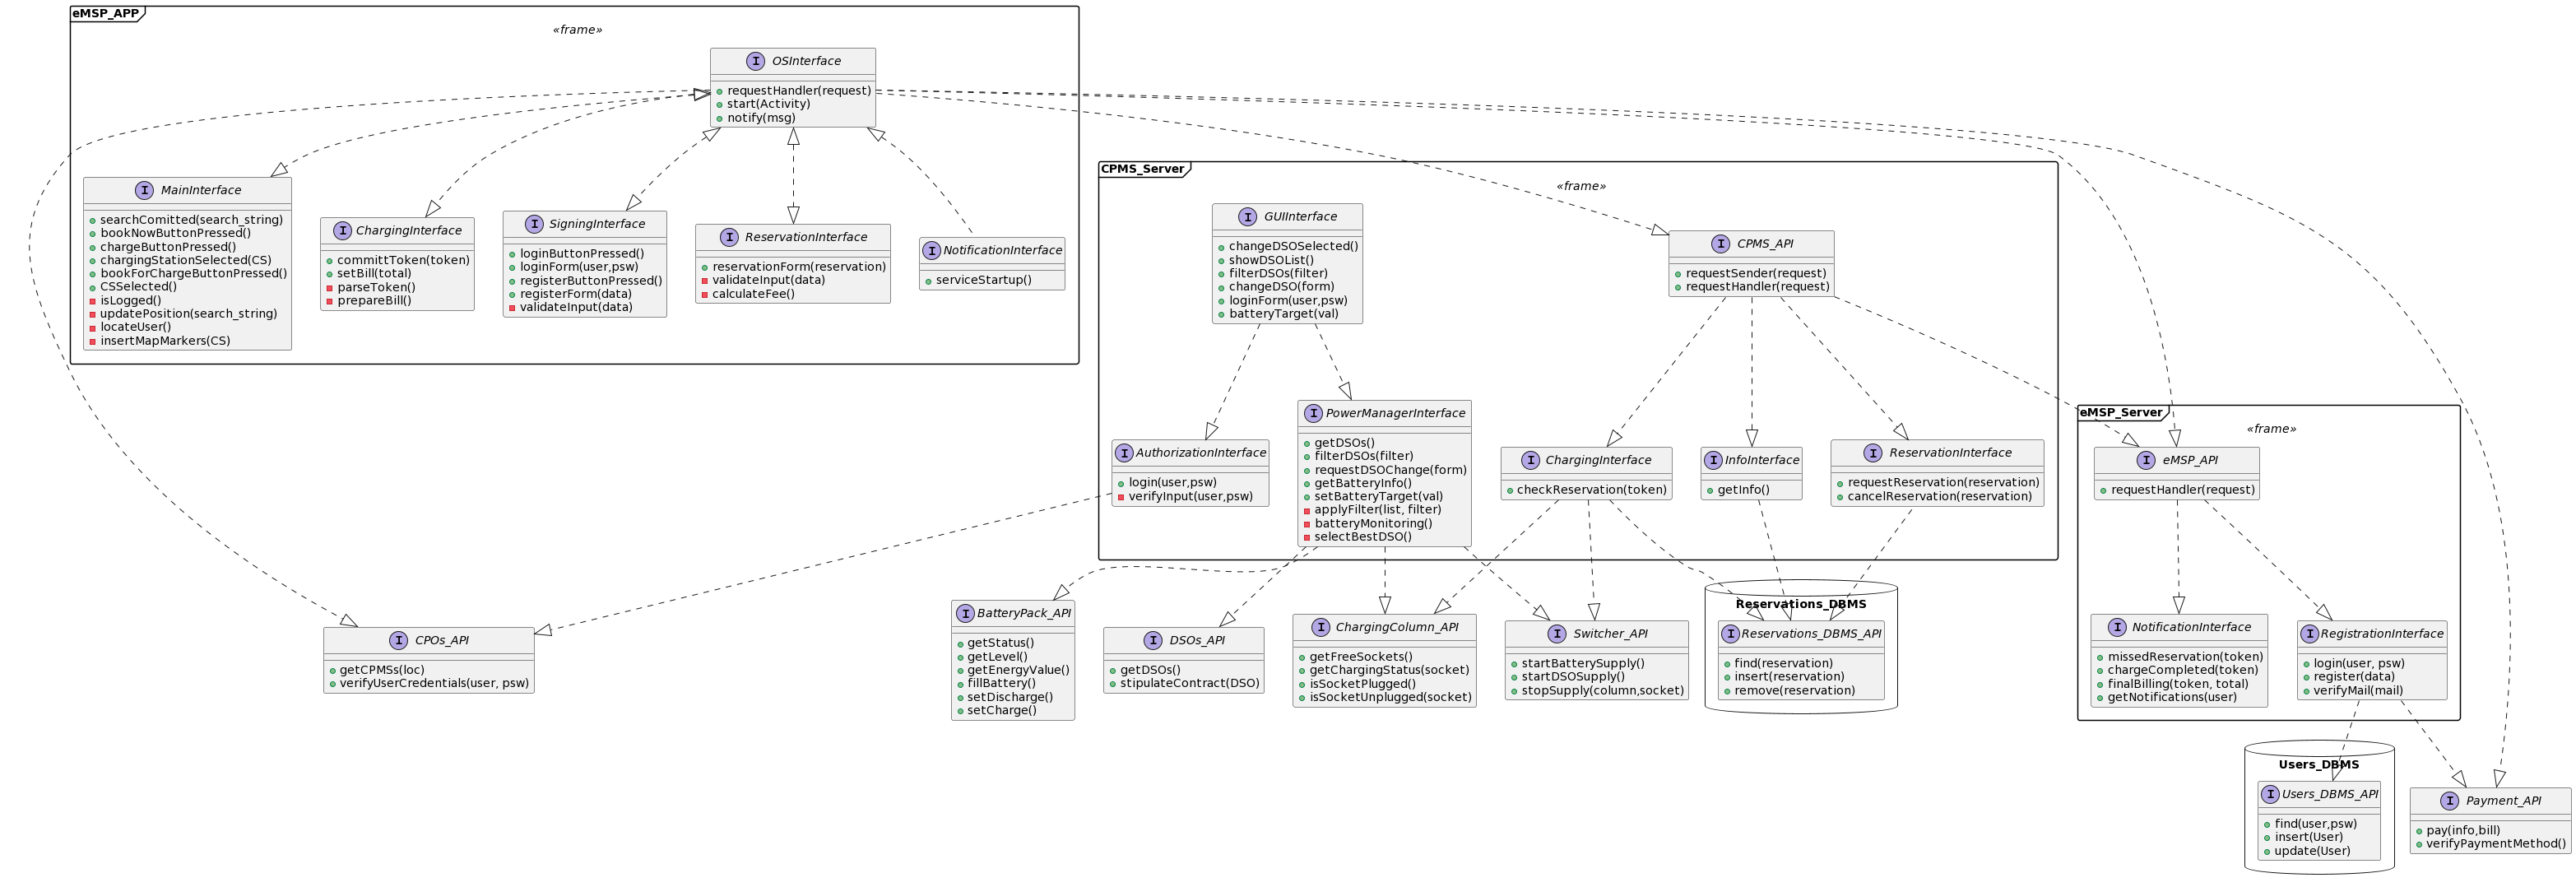 eMSP_APP
«frame»
I OSInterface
requestHandler(request)
start(Activity)
notify(msg)
I MainInterface
searchComitted(search_string)
bookNowButtonPressed()
chargeButtonPressed()
chargingStationSelected(CS)
bookForChargeButtonPressed()
CSSelected()
isLogged()
updatePosition(search_string)
locateUser()
insertMapMarkers(CS)
I ChargingInterface
committToken(token)
setBill(total)
parseToken()
prepareBill()
I SigningInterface
loginButtonPressed()
loginForm(user,psw)
registerButtonPressed()
registerForm(data)
validateInput(data)
I ReservationInterface
reservationForm(reservation)
validateInput(data)
calculateFee()
I NotificationInterface
serviceStartup()
CPMS_Server
«frame»
I GUIInterface
changeDSOSelected()
showDSOList()
filterDSOs(filter)
changeDSO(form)
loginForm(user,psw)
batteryTarget(val)
I CPMS_API
requestSender(request)
requestHandler(request)
I AuthorizationInterface
login(user,psw)
verifyInput(user,psw)
I PowerManagerInterface
getDSOs()
filterDSOs(filter)
requestDSOChange(form)
getBatteryInfo()
setBatteryTarget(val)
applyFilter(list, filter)
batteryMonitoring()
selectBestDSO()
I ChargingInterface
checkReservation(token)
I InfoInterface
getInfo()
I ReservationInterface
requestReservation(reservation)
cancelReservation(reservation)
eMSP_Server
«frame»
I eMSP_API
requestHandler(request)
I NotificationInterface
missedReservation(token)
chargeCompleted(token)
finalBilling(token, total)
getNotifications(user)
I RegistrationInterface
login(user, psw)
register(data)
verifyMail(mail)
I CPOs_API
getCPMSs(loc)
verifyUserCredentials(user, psw)
I BatteryPack_API
getStatus()
getLevel()
getEnergyValue()
fillBattery()
setDischarge()
setCharge()
I DSOs_API
getDSOs()
stipulateContract(DSO)
I ChargingColumn_API
getFreeSockets()
getChargingStatus(socket)
isSocketPlugged()
isSocketUnplugged(socket)
I Switcher_API
startBatterySupply()
startDSOSupply()
stopSupply(column,socket)
Reservations_DBMS
I Reservations_DBMS_API
find(reservation)
insert(reservation)
remove(reservation)
Users_DBMS
I Users_DBMS_API
find(user,psw)
insert(User)
update(User)
I Payment_API
pay(info,bill)
verifyPaymentMethod()